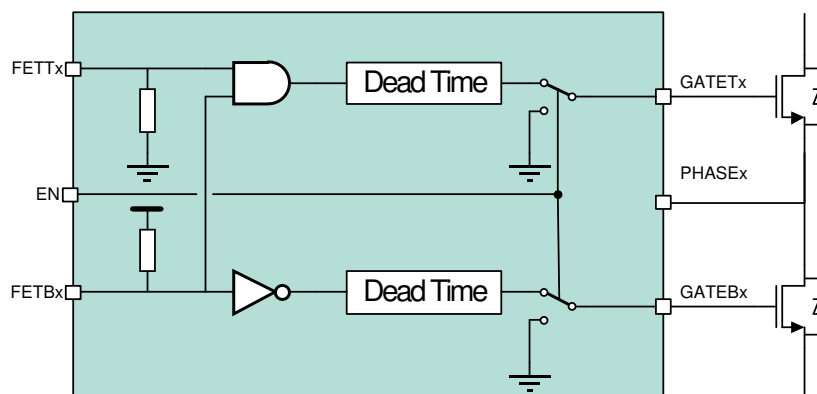 FETTx
Dead Time
GATETx
EN
PHASEx
FETBx
Dead Time
GATEBx